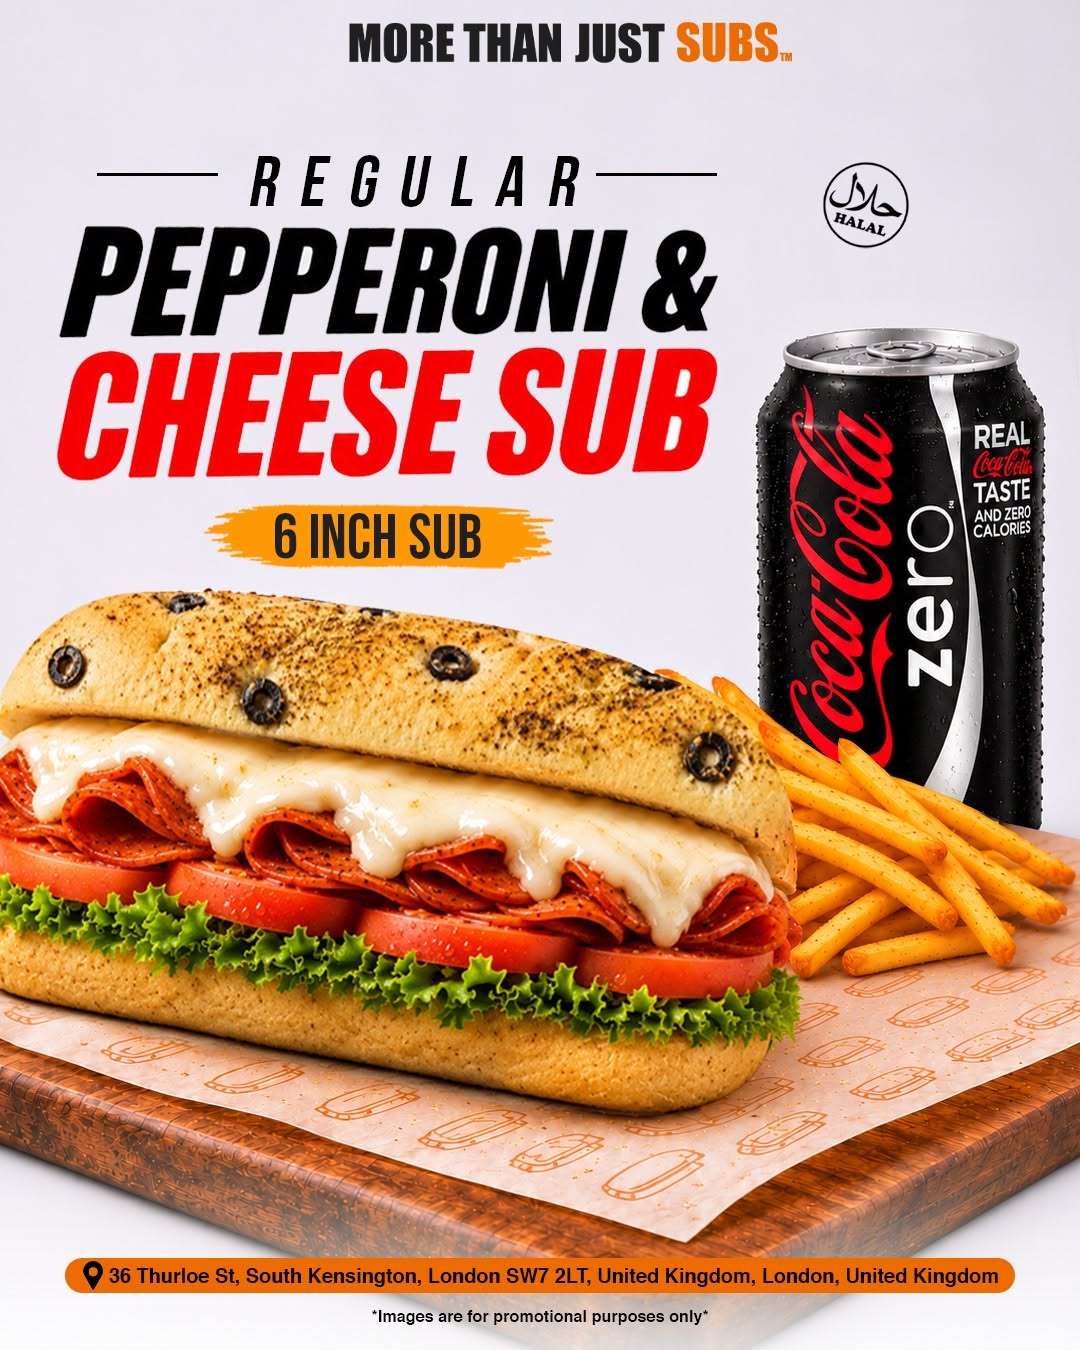 MORE THAN JUST SUBS™
REGULAR
PEPPERONI &
CHEESE SUB
6 INCH SUB
حلال
HALAL
Coca-Cola
zero™
REAL
Coca-Cola
TASTE
AND ZERO
CALORIES
36 Thurloe St, South Kensington, London SW7 2LT, United Kingdom, London, United Kingdom
*Images are for promotional purposes only*